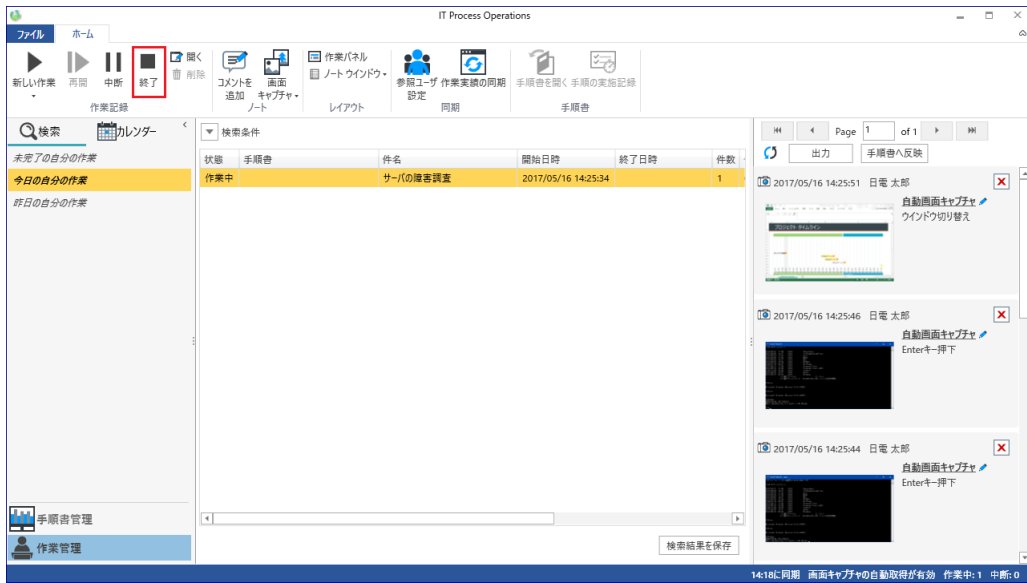 IT Process Operations
ファイル ホーム
新しい作業 再開 中断 終了 開く 削除
作業記録
コメントを追加 画面キャプチャ
ノート
作業パネル
ノート ウインドウ
レイアウト
参照ユーザ設定 作業実績の同期
同期
手順書を開く 手順の実施記録
手順書
検索 カレンダー
未完了の自分の作業
今日の自分の作業
昨日の自分の作業
手順書管理
作業管理
検索条件
状態 手順書 件名 開始日時 終了日時 件数
作業中 サーバの障害調査 2017/05/16 14:25:34 1
検索結果を保存
Page 1 of 1
出力 手順書へ反映
2017/05/16 14:25:51 日電 太郎
自動画面キャプチャ
ウインドウ切り替え
プロジェクト タイムライン
2017/05/16 14:25:46 日電 太郎
自動画面キャプチャ
Enterキー押下
2017/05/16 14:25:44 日電 太郎
自動画面キャプチャ
Enterキー押下
14:18に同期 画面キャプチャの自動取得が有効 作業中: 1 中断: 0